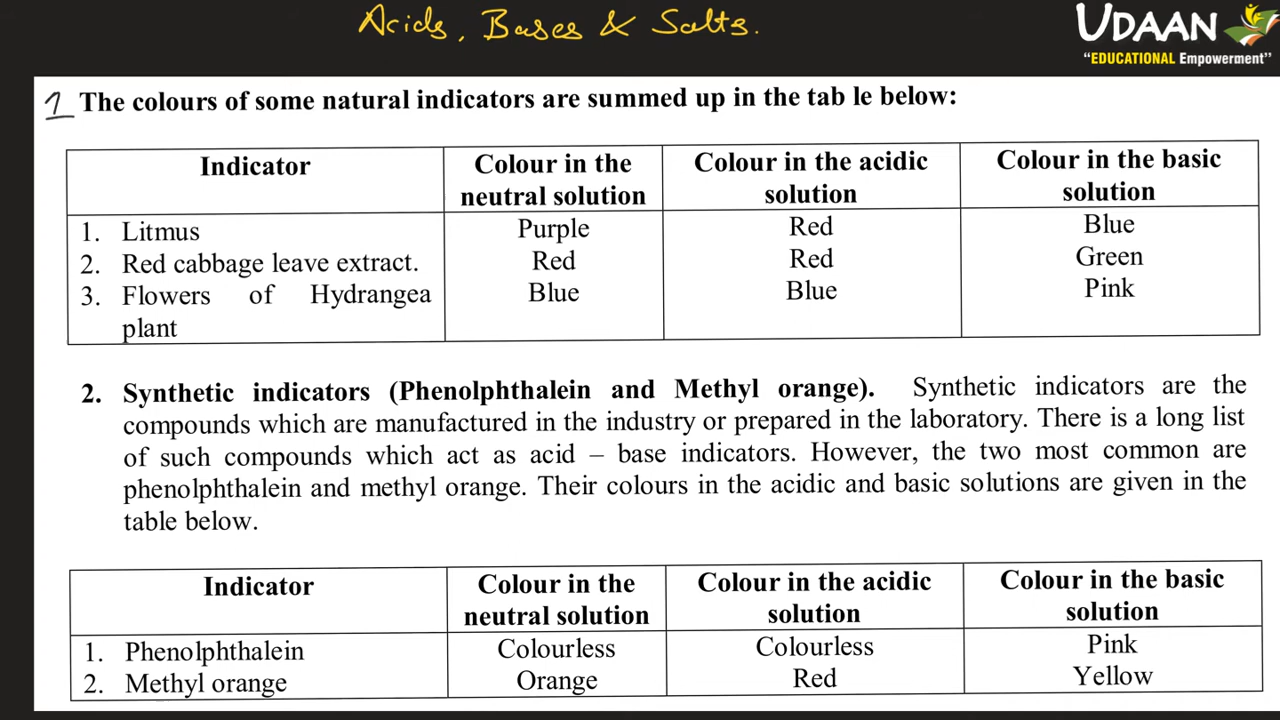 Acids, Bases & Salts.
UDAAN
“EDUCATIONAL Empowerment”
1 The colours of some natural indicators are summed up in the tab le below:
Indicator
Colour in the neutral solution
Colour in the acidic solution
Colour in the basic solution
1. Litmus Purple Red Blue
2. Red cabbage leave extract. Red Red Green
3. Flowers of Hydrangea Blue Blue Pink
plant
2. Synthetic indicators (Phenolphthalein and Methyl orange). Synthetic indicators are the
compounds which are manufactured in the industry or prepared in the laboratory. There is a long list
of such compounds which act as acid – base indicators. However, the two most common are
phenolphthalein and methyl orange. Their colours in the acidic and basic solutions are given in the
table below.
Indicator
Colour in the neutral solution
Colour in the acidic solution
Colour in the basic solution
1. Phenolphthalein Colourless Colourless Pink
2. Methyl orange Orange Red Yellow